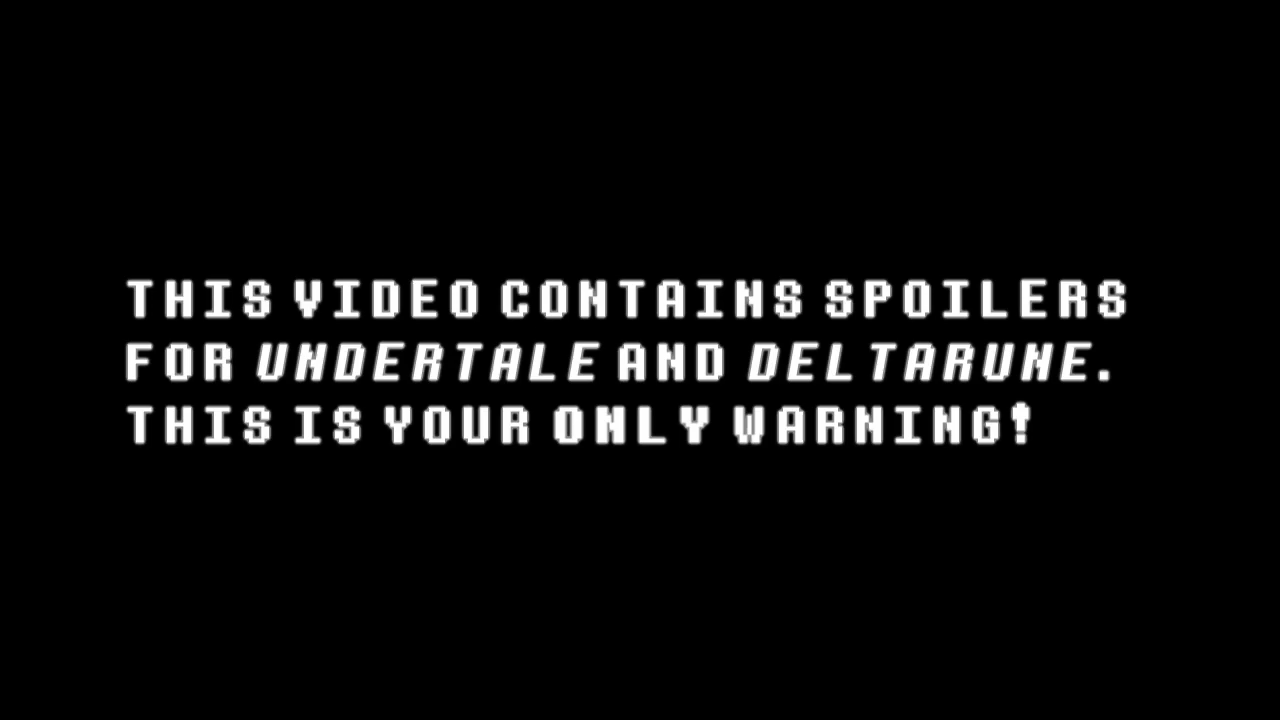 THIS VIDEO CONTAINS SPOILERS
FOR UNDERTALE AND DELTARUNE.
THIS IS YOUR ONLY WARNING!